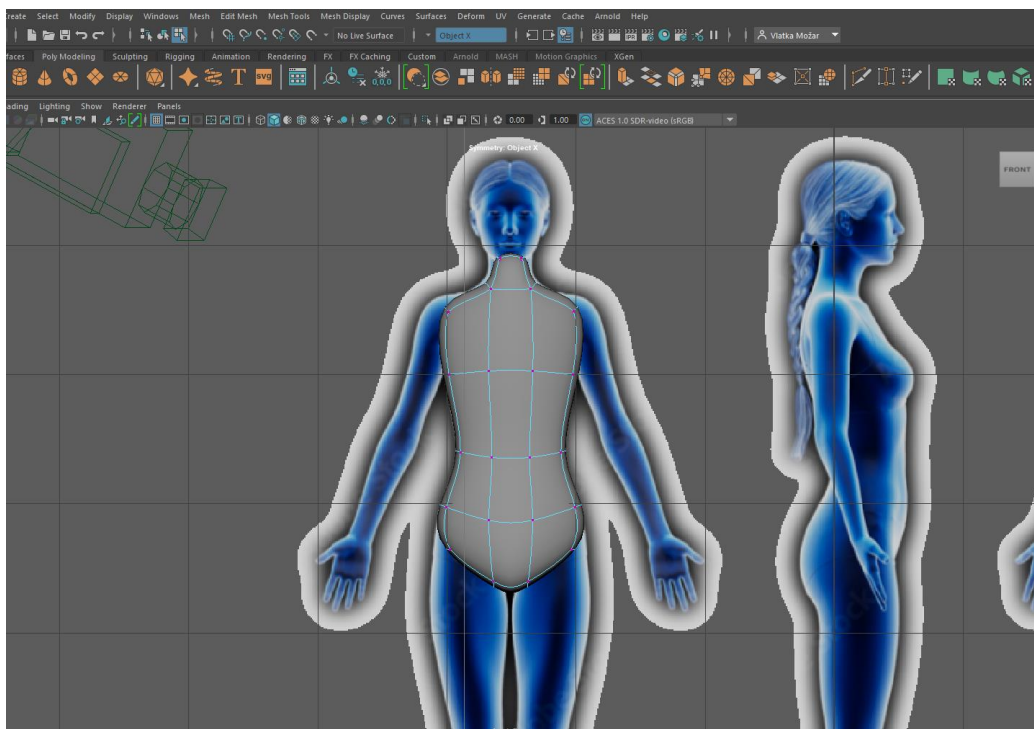 reate Select Modify Display Windows Mesh Edit Mesh Mesh Tools Mesh Display Curves Surfaces Deform UV Generate Cache Arnold Help
No Live Surface Object X Vlatka Možar
faces Poly Modeling Sculpting Rigging Animation Rendering FX FX Caching Custom Arnold MASH Motion Graphics XGen
T SVG 0,0,0
ading Lighting Show Renderer Panels
0.00 1.00 ACES 1.0 SDR-video (sRGB)
Symmetry: Object X
FRONT